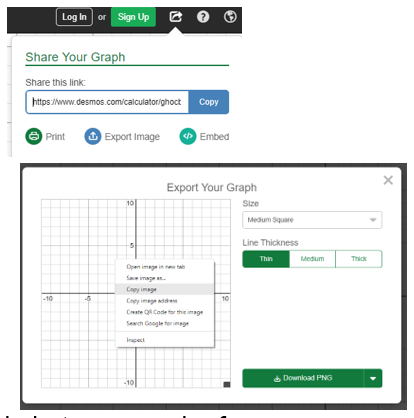 Log In or Sign Up
Share Your Graph
Share this link:
https://www.desmos.com/calculator/ghoct Copy
Print Export Image Embed
Export Your Graph
Size
Medium Square
Line Thickness
Thin Medium Thick
10
5
-10 -5 10
-10
Open image in new tab
Save image as...
Copy image
Copy image address
Create QR Code for this image
Search Google for image
Inspect
Download PNG